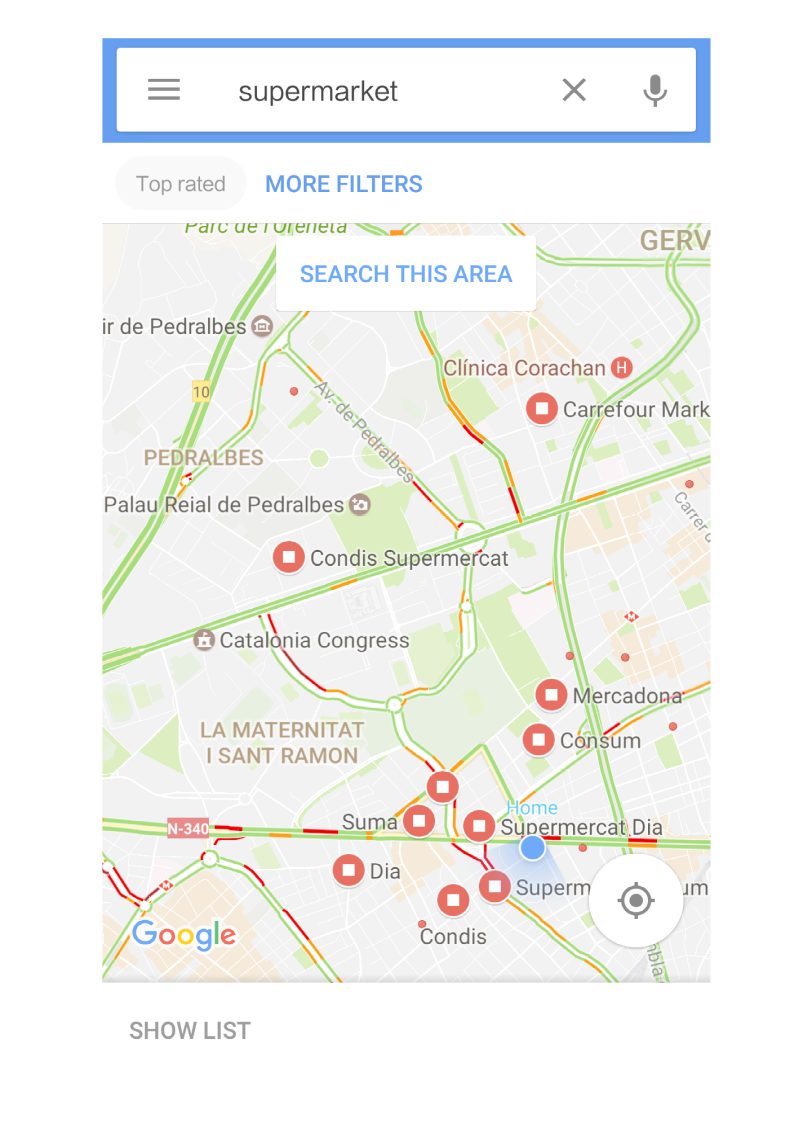 supermarket
Top rated
MORE FILTERS
Parc de l'Oreneta
GERV
SEARCH THIS AREA
ir de Pedralbes
Clínica Corachan H
10
Carrefour Mark
Av. de Pedralbes
PEDRALBES
Palau Reial de Pedralbes
Carrer d
Condis Supermercat
M
Catalonia Congress
Mercadona
LA MATERNITAT
I SANT RAMON
Consum
Home
Suma
Supermercat Dia
N-340
Dia
M
Superm
um
Google
Condis
mbla
SHOW LIST